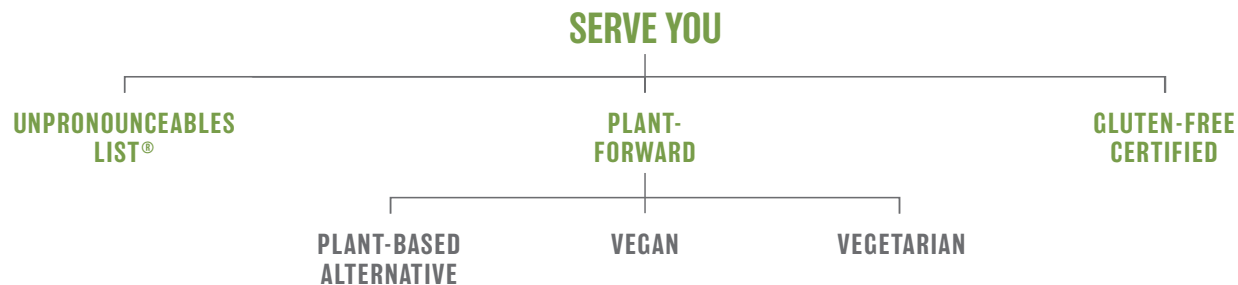 SERVE YOU
UNPRONOUNCEABLES
LIST®
PLANT-
FORWARD
GLUTEN-FREE
CERTIFIED
PLANT-BASED
ALTERNATIVE
VEGAN
VEGETARIAN